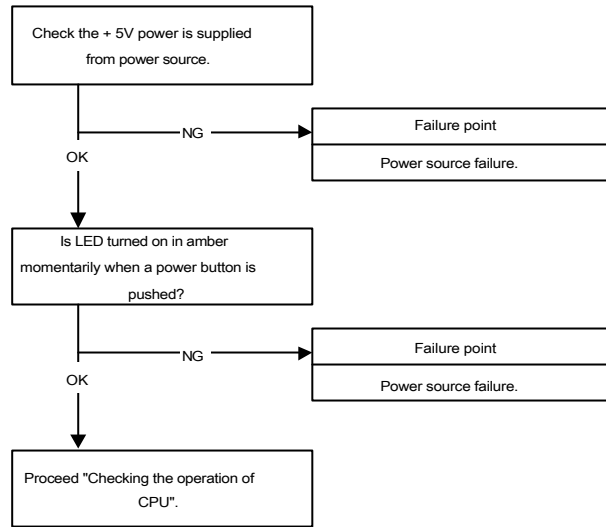 Check the + 5V power is supplied
from power source.
NG
Failure point
Power source failure.
OK
Is LED turned on in amber
momentarily when a power button is
pushed?
NG
Failure point
Power source failure.
OK
Proceed "Checking the operation of
CPU".